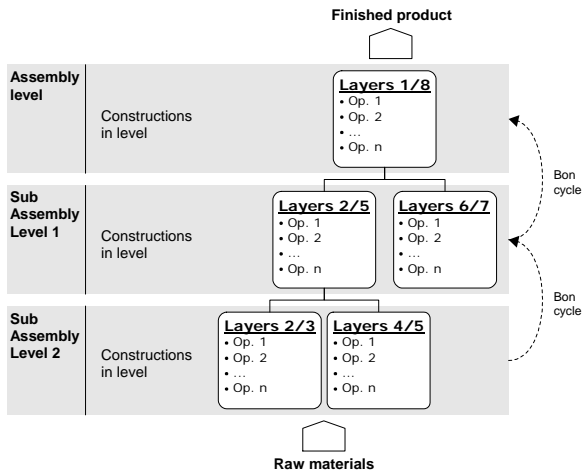 Finished product
Assembly
level
Constructions
in level
Layers 1/8
• Op. 1
• Op. 2
• ...
• Op. n
Bon
cycle
Sub
Assembly
Level 1
Constructions
in level
Layers 2/5
• Op. 1
• Op. 2
• ...
• Op. n
Layers 6/7
• Op. 1
• Op. 2
• ...
• Op. n
Bon
cycle
Sub
Assembly
Level 2
Constructions
in level
Layers 2/3
• Op. 1
• Op. 2
• ...
• Op. n
Layers 4/5
• Op. 1
• Op. 2
• ...
• Op. n
Raw materials